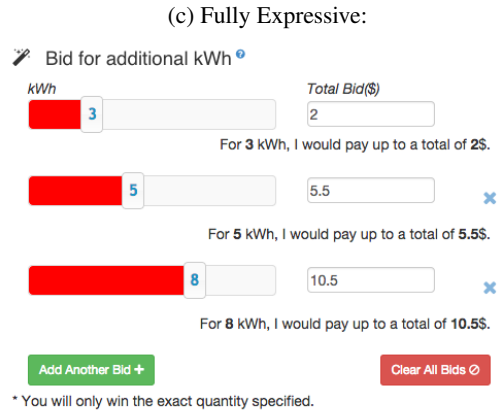 (c) Fully Expressive:
Bid for additional kWh ?
kWh Total Bid($)
3 2
For 3 kWh, I would pay up to a total of 2$.
5 5.5
For 5 kWh, I would pay up to a total of 5.5$.
8 10.5
For 8 kWh, I would pay up to a total of 10.5$.
Add Another Bid + Clear All Bids
* You will only win the exact quantity specified.